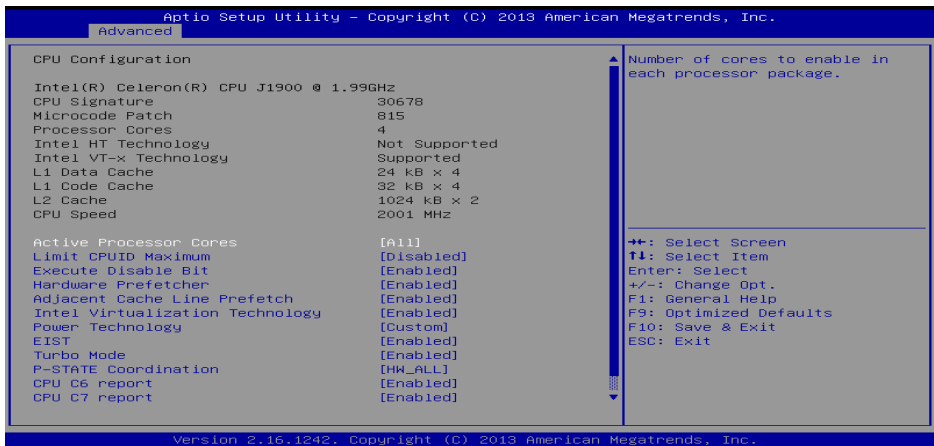 Aptio Setup Utility – Copyright (C) 2013 American Megatrends, Inc.
Advanced
CPU Configuration
Intel(R) Celeron(R) CPU J1900 @ 1.99GHz
CPU Signature 30678
Microcode Patch 815
Processor Cores 4
Intel HT Technology Not Supported
Intel VT-x Technology Supported
L1 Data Cache 24 kB x 4
L1 Code Cache 32 kB x 4
L2 Cache 1024 kB x 2
CPU Speed 2001 MHz
Active Processor Cores [All]
Limit CPUID Maximum [Disabled]
Execute Disable Bit [Enabled]
Hardware Prefetcher [Enabled]
Adjacent Cache Line Prefetch [Enabled]
Intel Virtualization Technology [Enabled]
Power Technology [Custom]
EIST [Enabled]
Turbo Mode [Enabled]
P-STATE Coordination [HW_ALL]
CPU C6 report [Enabled]
CPU C7 report [Enabled]
Number of cores to enable in
each processor package.
→←: Select Screen
↑↓: Select Item
Enter: Select
+/-: Change Opt.
F1: General Help
F9: Optimized Defaults
F10: Save & Exit
ESC: Exit
Version 2.16.1242. Copyright (C) 2013 American Megatrends, Inc.